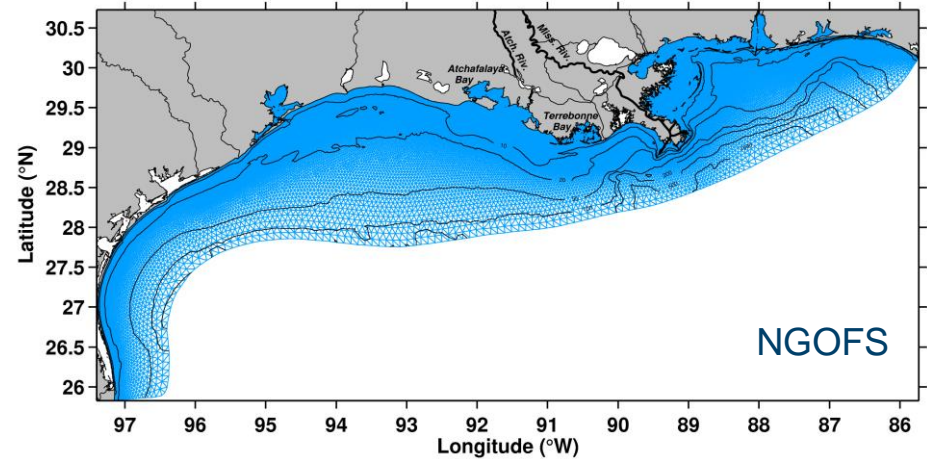 30.5
30
29.5
29
28.5
28
27.5
27
26.5
26
Latitude (°N)
Atch. Riv.
Miss. Riv.
Atchafalaya
Bay
Terrebonne
Bay
NGOFS
97 96 95 94 93 92 91 90 89 88 87 86
Longitude (°W)